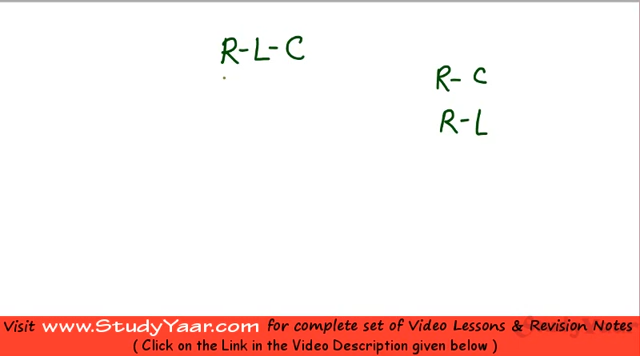 R-L-C
R-C
R-L
Visit www.StudyYaar.com for complete set of Video Lessons & Revision Notes
( Click on the Link in the Video Description given below )